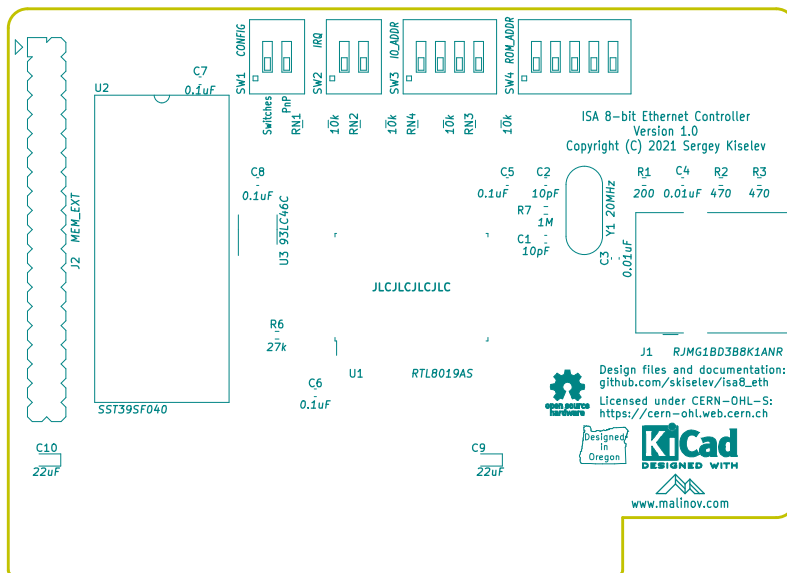 CONFIG
IRQ
IO_ADDR
ROM_ADDR
SW1
SW2
SW3
SW4
Switches
PnP
C7
0.1uF
U2
RN1
10k
RN2
10k
RN4
10k
RN3
10k
ISA 8-bit Ethernet Controller
Version 1.0
Copyright (C) 2021 Sergey Kiselev
C8
0.1uF
C5
0.1uF
C2
10pF
R7
1M
C1
10pF
Y1 20MHz
R1
200
C4
0.01uF
R2
470
R3
470
C3
0.01uF
J2
MEM_EXT
U3
93LC46C
JLCJLCJLCJLC
R6
27k
U1
RTL8019AS
C6
0.1uF
J1
RJMG1BD3B8K1ANR
SST39SF040
Design files and documentation:
github.com/skiselev/isa8_eth
Licensed under CERN-OHL-S:
https://cern-ohl.web.cern.ch
open source
hardware
Designed
in
Oregon
KiCad
DESIGNED WITH
www.malinov.com
C10
22uF
C9
22uF